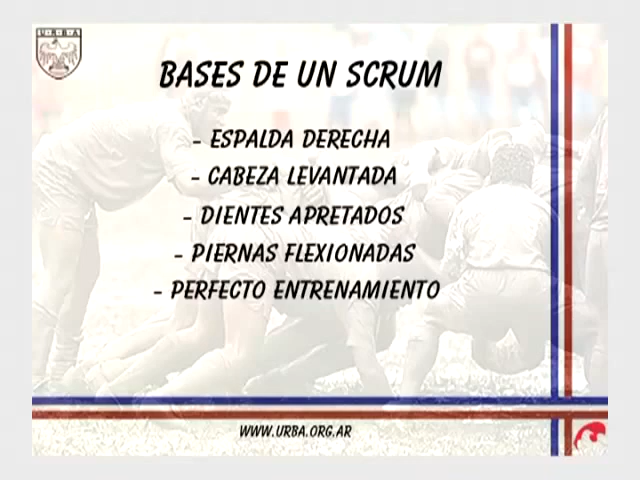 U.R.B.A
BASES DE UN SCRUM
- ESPALDA DERECHA
- CABEZA LEVANTADA
- DIENTES APRETADOS
- PIERNAS FLEXIONADAS
- PERFECTO ENTRENAMIENTO
WWW.URBA.ORG.AR